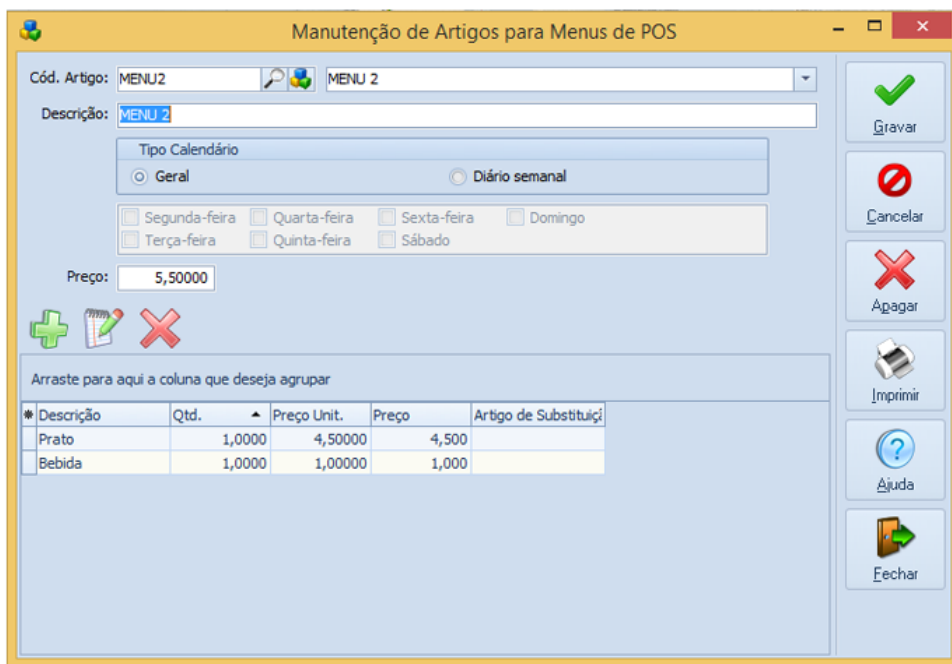 Manutenção de Artigos para Menus de POS
Cód. Artigo: MENU2 MENU 2
Descrição: MENU 2
Tipo Calendário
Geral Diário semanal
Segunda-feira Quarta-feira Sexta-feira Domingo
Terça-feira Quinta-feira Sábado
Preço: 5,50000
Arraste para aqui a coluna que deseja agrupar
Descrição Qtd. Preço Unit. Preço Artigo de Substituiçã
Prato 1,0000 4,50000 4,500
Bebida 1,0000 1,00000 1,000
Gravar
Cancelar
Apagar
Imprimir
Ajuda
Fechar